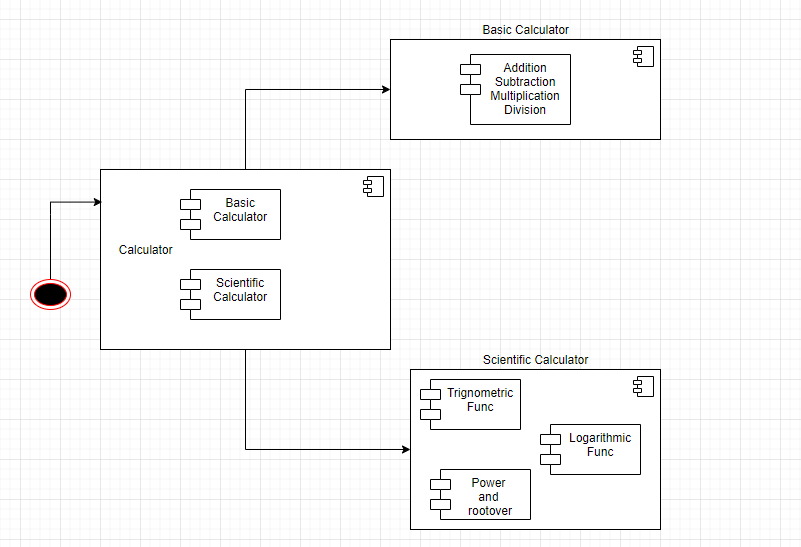 Basic Calculator
Addition
Subtraction
Multiplication
Division
Basic
Calculator
Calculator
Scientific
Calculator
Scientific Calculator
Trignometric
Func
Logarithmic
Func
Power
and
rootover